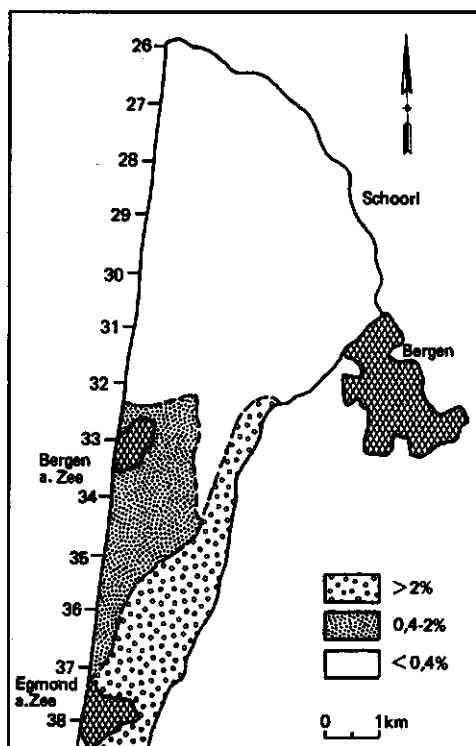 26
27
28
29
30
31
32
33
34
35
36
37
38
Schoorl
Bergen
Bergen
a. Zee
Egmond
a.Zee
>2%
0,4-2%
<0,4%
0 1km